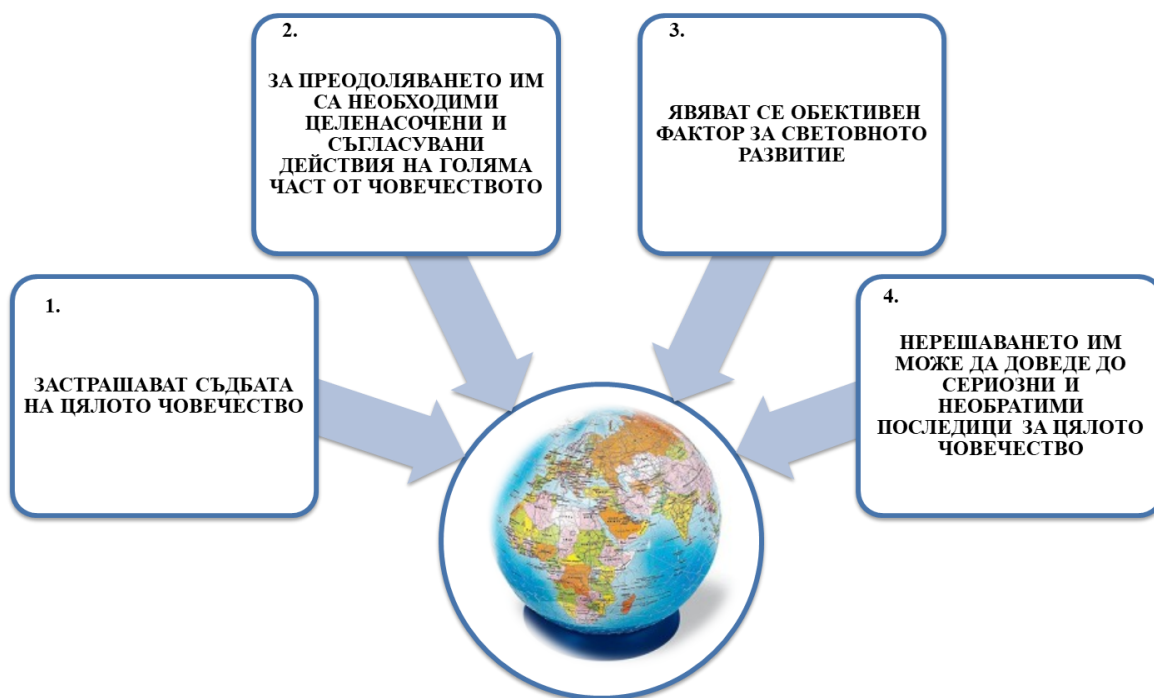 1.
ЗАСТРАШАВАТ СЪДБАТА
НА ЦЯЛОТО ЧОВЕЧЕСТВО
2.
ЗА ПРЕОДОЛЯВАНЕТО ИМ
СА НЕОБХОДИМИ
ЦЕЛЕНАСОЧЕНИ И
СЪГЛАСУВАНИ
ДЕЙСТВИЯ НА ГОЛЯМА
ЧАСТ ОТ ЧОВЕЧЕСТВОТО
3.
ЯВЯВАТ СЕ ОБЕКТИВЕН
ФАКТОР ЗА СВЕТОВНОТО
РАЗВИТИЕ
4.
НЕРЕШАВАНЕТО ИМ
МОЖЕ ДА ДОВЕДЕ ДО
СЕРИОЗНИ И
НЕОБРАТИМИ
ПОСЛЕДИЦИ ЗА ЦЯЛОТО
ЧОВЕЧЕСТВО